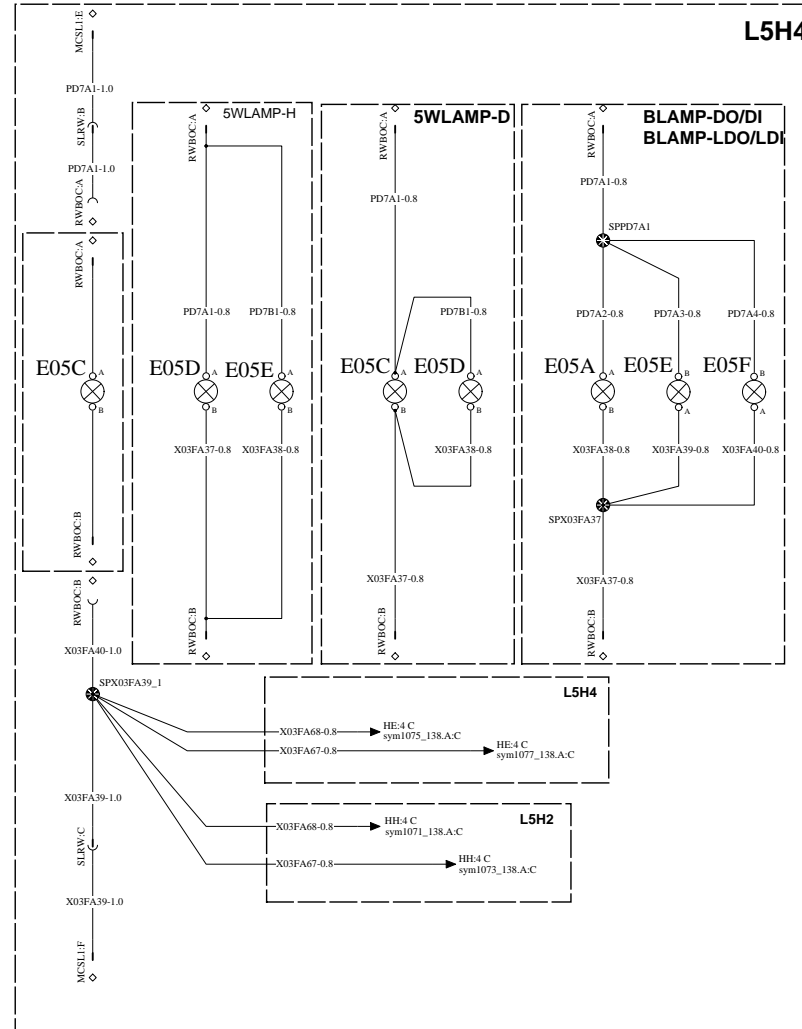 L5H4
MCSL1:E
PD7A1-1.0
SLRW:B
PD7A1-1.0
RWBOC:A
RWBOC:A
E05C
A
B
RWBOC:B
RWBOC:B
X03FA40-1.0
SPX03FA39_1
X03FA39-1.0
SLRW:C
X03FA39-1.0
MCSL1:F
5WLAMP-H
RWBOC:A
PD7A1-0.8
PD7B1-0.8
E05D
A
E05E
A
B
B
X03FA37-0.8
X03FA38-0.8
RWBOC:B
5WLAMP-D
RWBOC:A
PD7A1-0.8
PD7B1-0.8
E05C
A
E05D
A
B
B
X03FA38-0.8
X03FA37-0.8
RWBOC:B
BLAMP-DO/DI
BLAMP-LDO/LDI
RWBOC:A
PD7A1-0.8
SPPD7A1
PD7A2-0.8
PD7A3-0.8
PD7A4-0.8
E05A
A
E05E
B
E05F
B
B
A
A
X03FA38-0.8
X03FA39-0.8
X03FA40-0.8
SPX03FA37
X03FA37-0.8
RWBOC:B
L5H4
X03FA68-0.8
HE:4 C
sym1075_138.A:C
X03FA67-0.8
HE:4 C
sym1077_138.A:C
L5H2
X03FA68-0.8
HH:4 C
sym1071_138.A:C
X03FA67-0.8
HH:4 C
sym1073_138.A:C